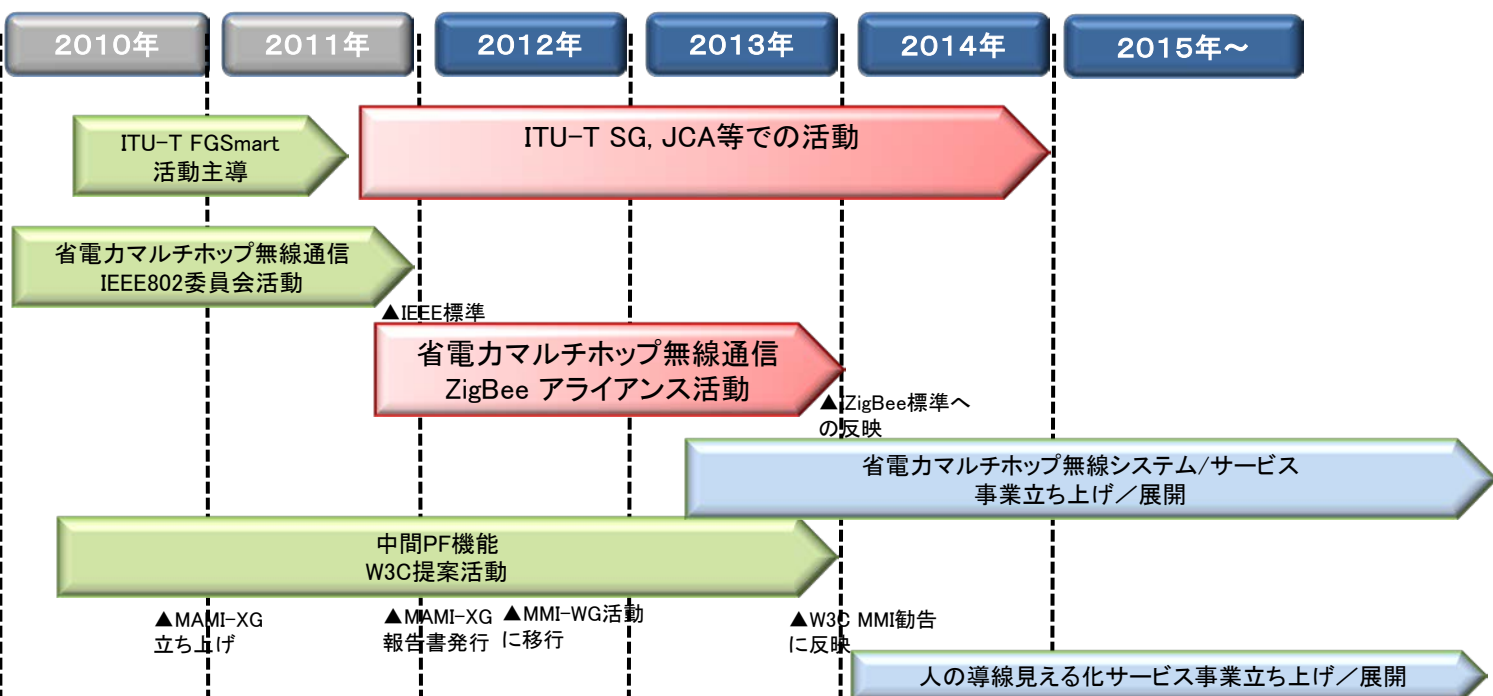 2010年
2011年
2012年
2013年
2014年
2015年～
ITU-T FGSmart
活動主導
ITU-T SG, JCA等での活動
省電力マルチホップ無線通信
IEEE802委員会活動
▲IEEE標準
省電力マルチホップ無線通信
ZigBee アライアンス活動
▲ZigBee標準へ
の反映
省電力マルチホップ無線システム/サービス
事業立ち上げ／展開
中間PF機能
W3C提案活動
▲MAMI-XG
立ち上げ
▲MAMI-XG
報告書発行
▲MMI-WG活動
に移行
▲W3C MMI勧告
に反映
人の導線見える化サービス事業立ち上げ／展開